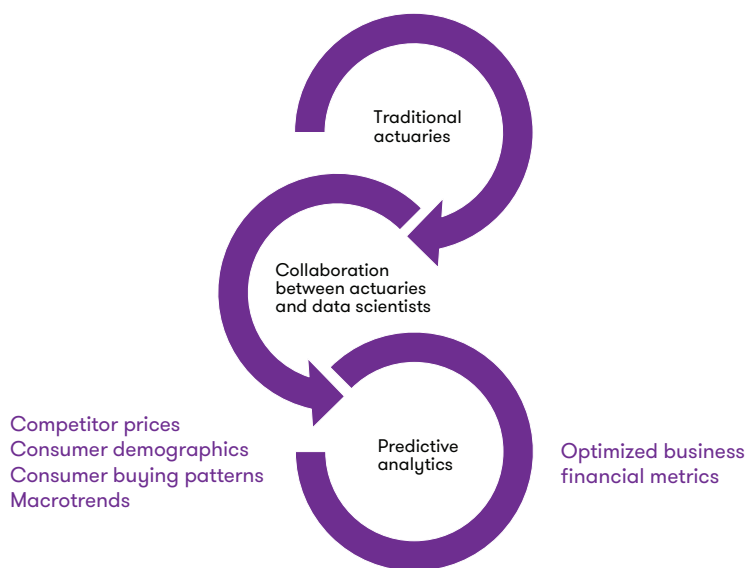 Traditional
actuaries
Collaboration
between actuaries
and data scientists
Competitor prices
Consumer demographics
Consumer buying patterns
Macrotrends
Predictive
analytics
Optimized business
financial metrics